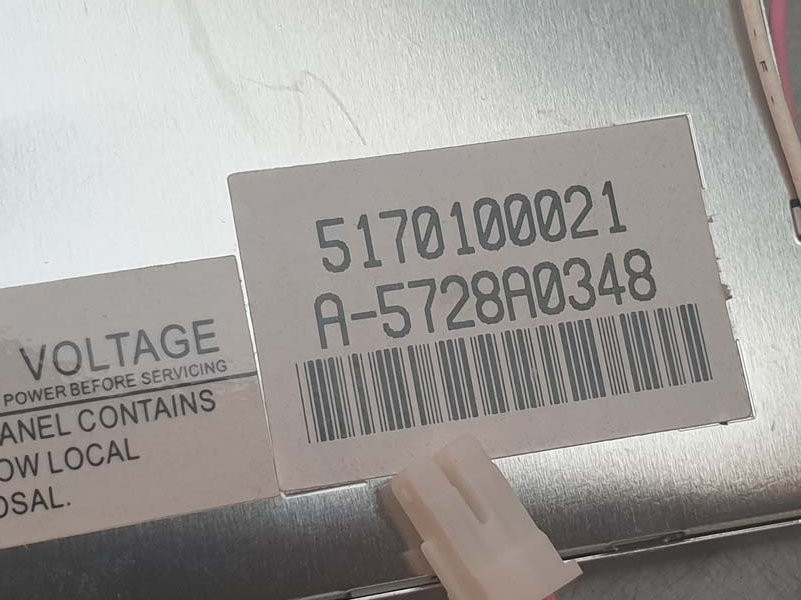 5170100021
A-5728A0348
VOLTAGE
POWER BEFORE SERVICING
ANEL CONTAINS
OW LOCAL
OSAL.